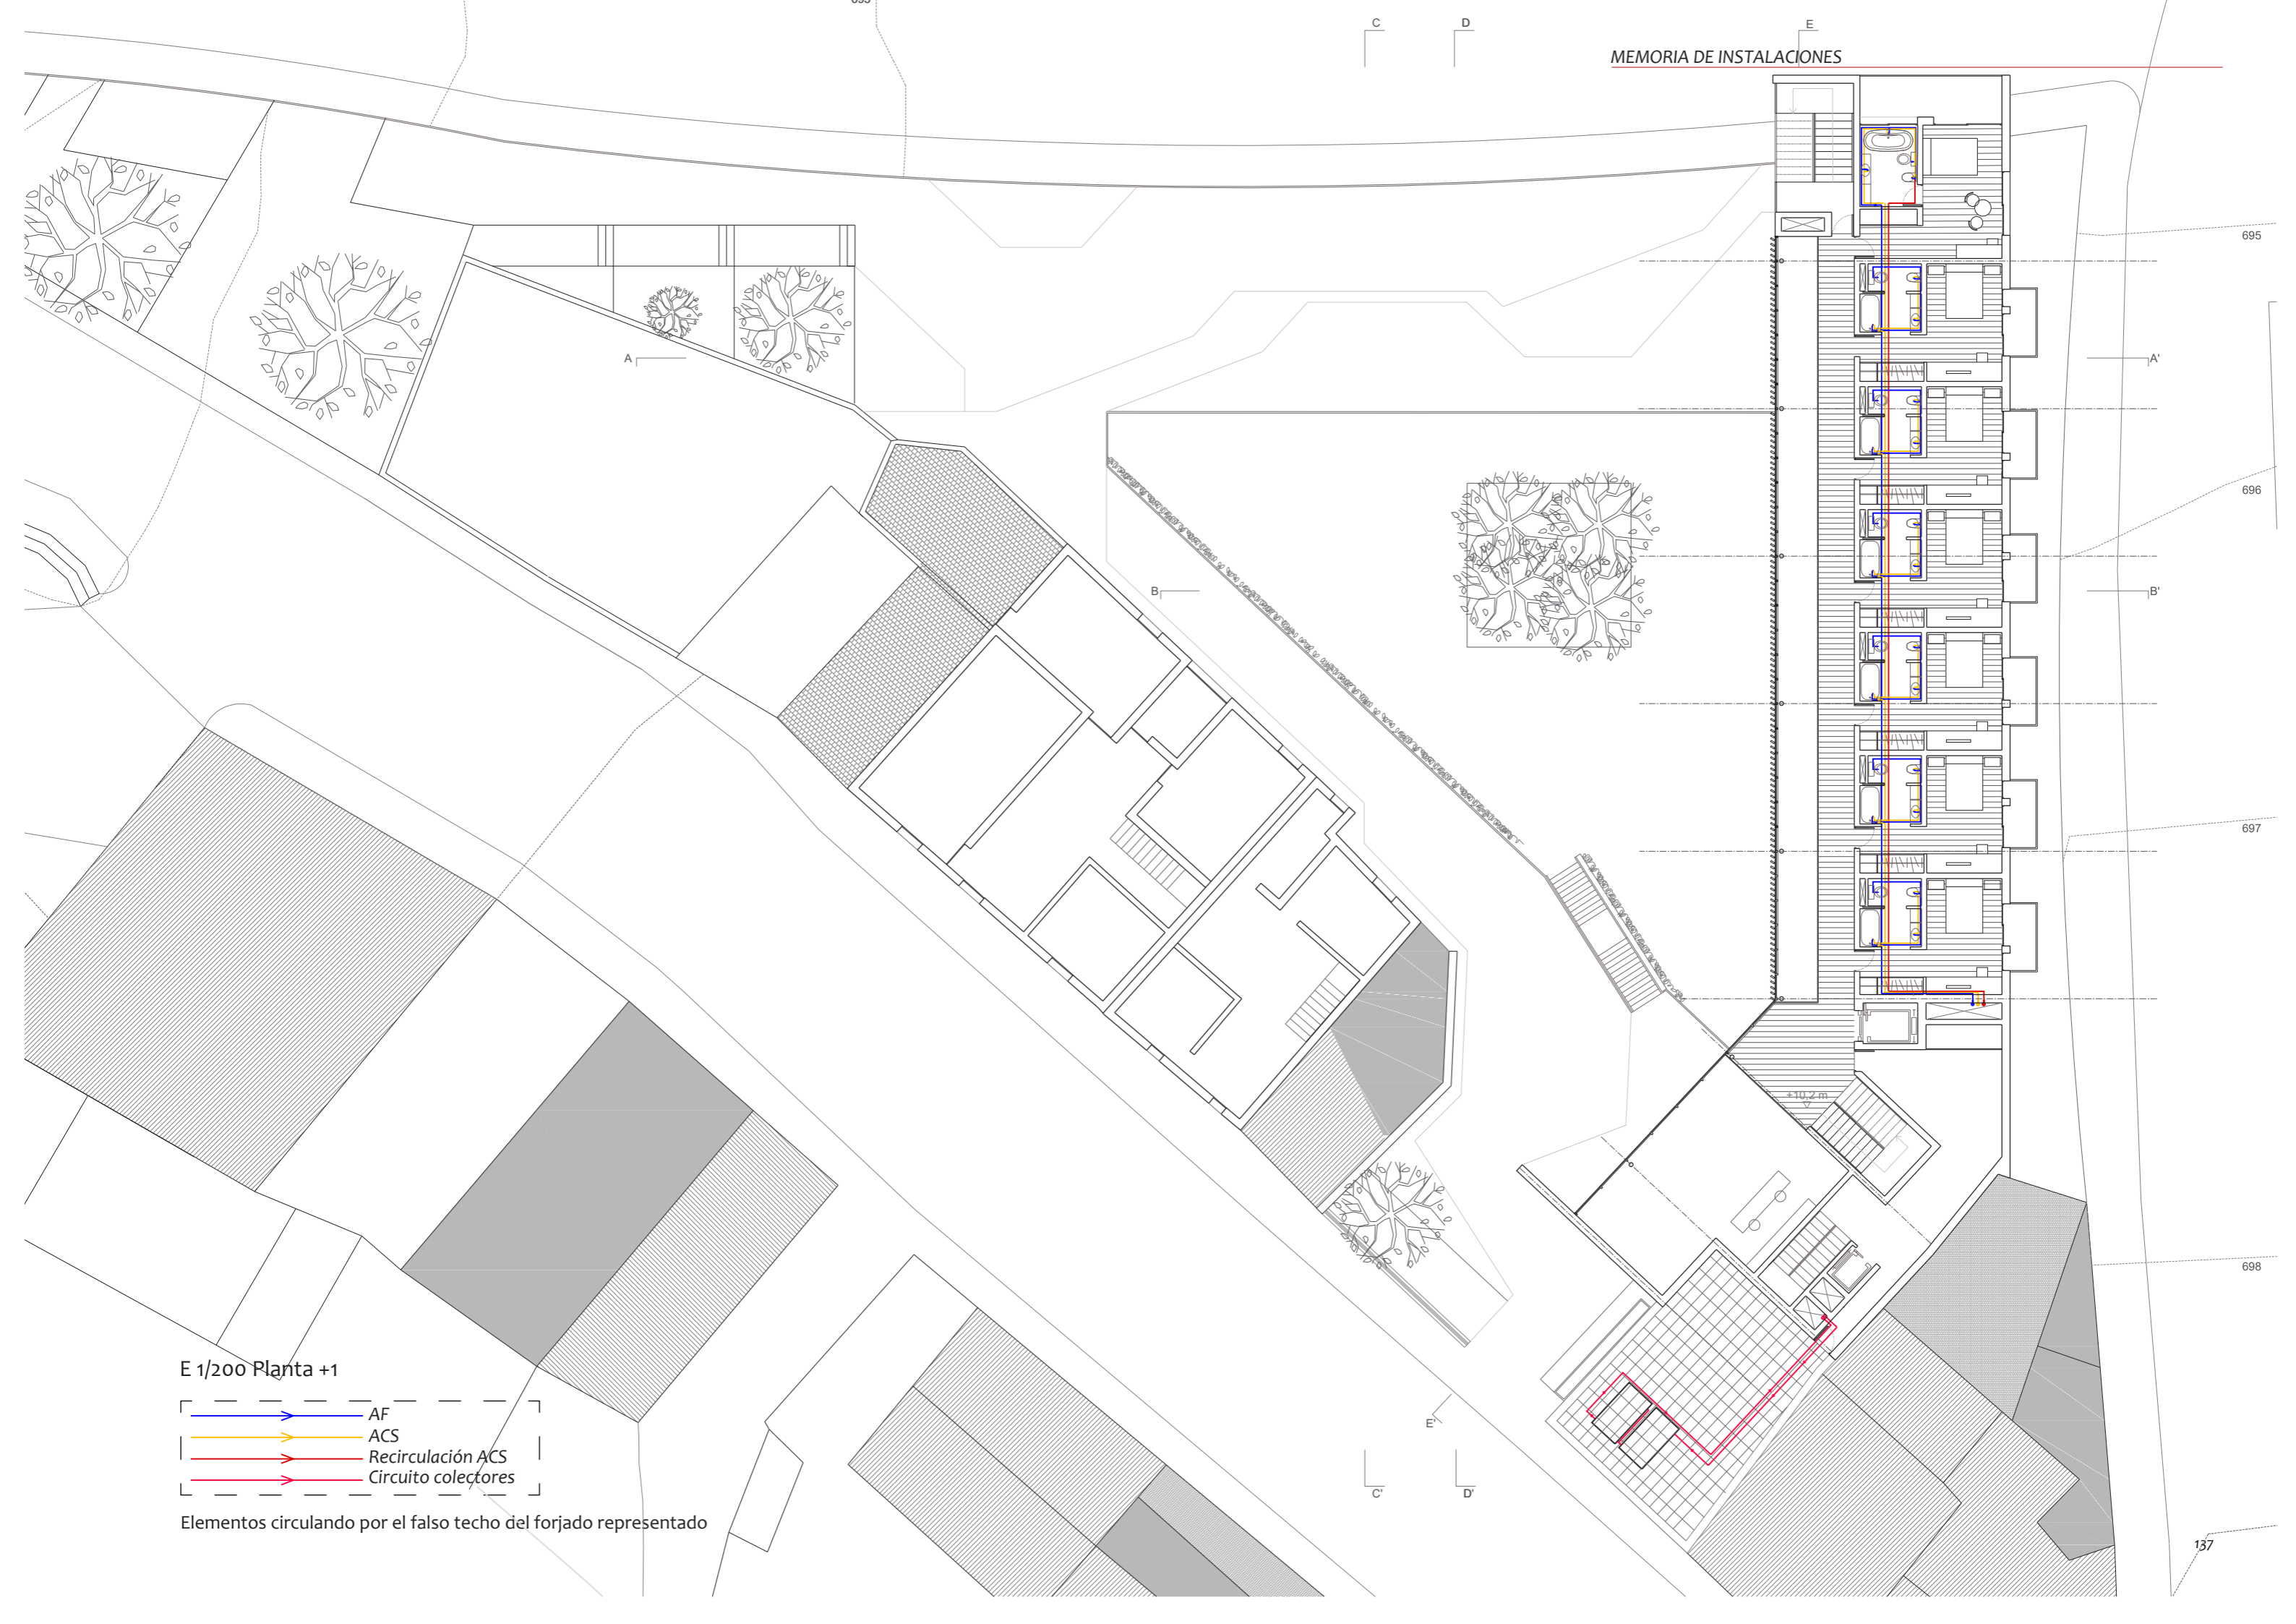 693
C
D
E
MEMORIA DE INSTALACIONES
695
A
A'
696
B
B'
697
+10,2 m
698
E 1/200 Planta +1
AF
ACS
Recirculación ACS
Circuito colectores
E'
C'
D'
Elementos circulando por el falso techo del forjado representado
137